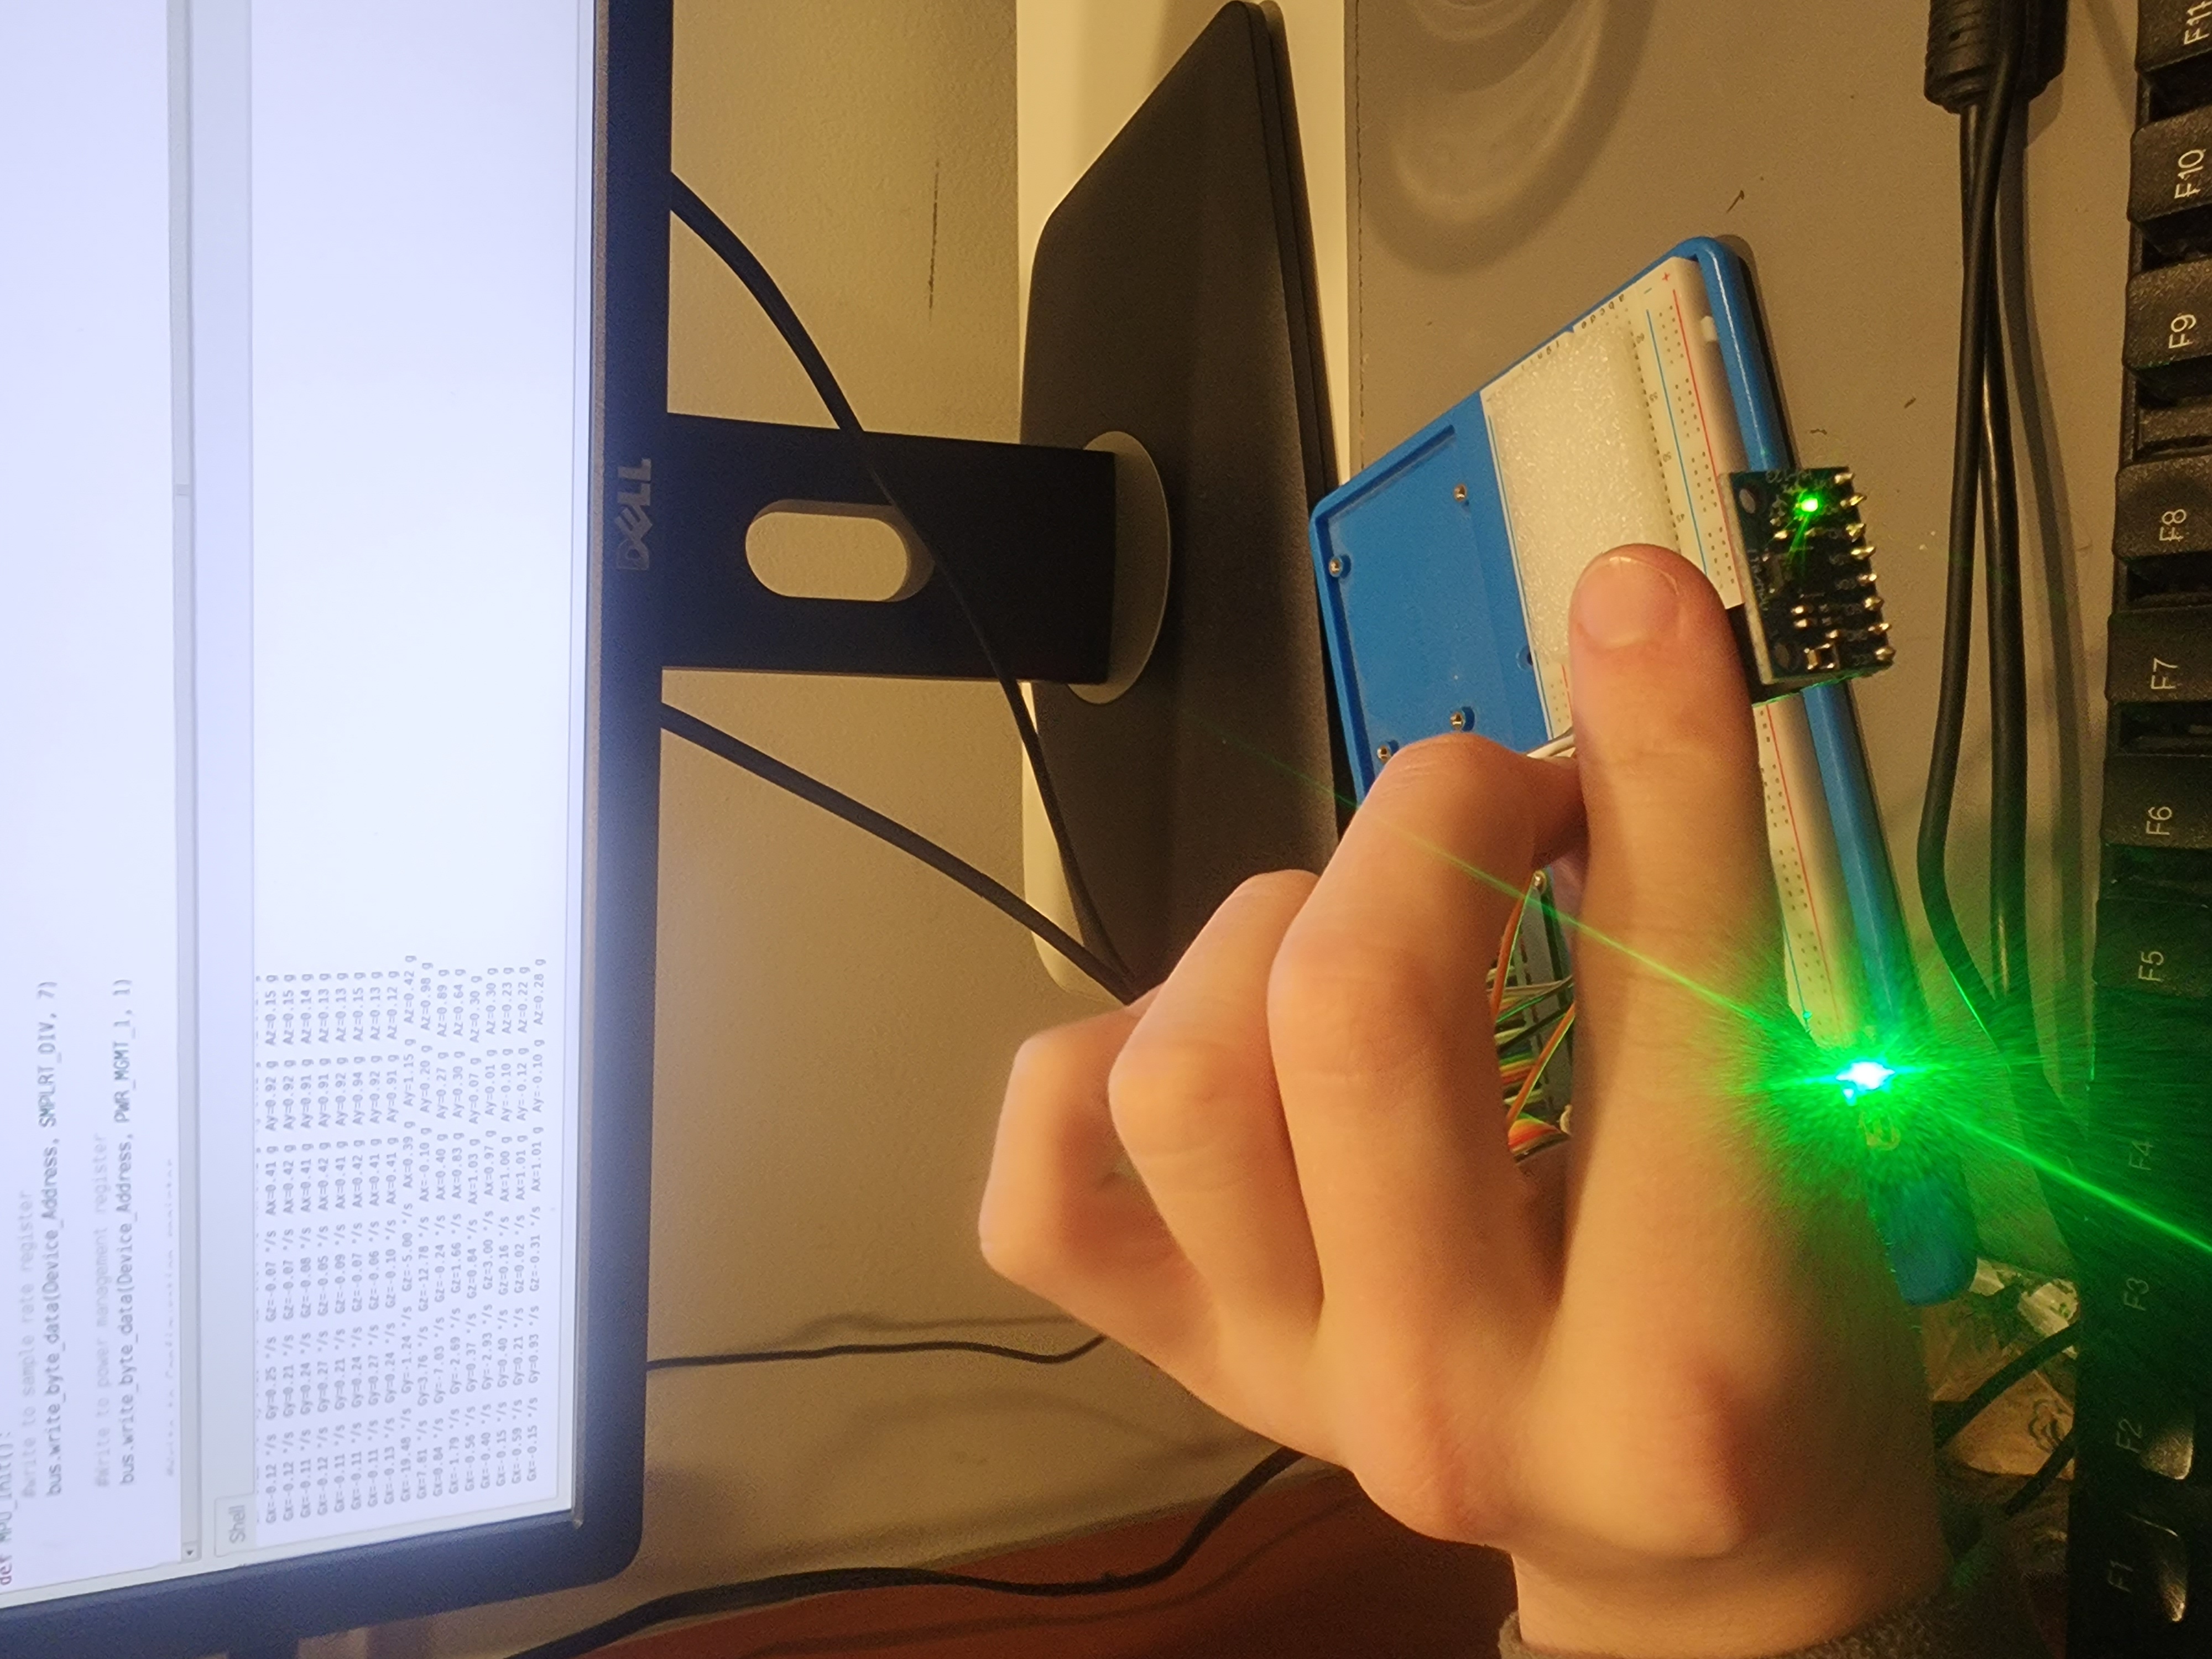 def MPU_Init():
#write to sample rate register
bus.write_byte_data(Device_Address, SMPLRT_DIV, 7)
#Write to power management register
bus.write_byte_data(Device_Address, PWR_MGMT_1, 1)
#Write to Configuration register
Shell
Gx=-0.12 °/s Gy=0.25 °/s Gz=-0.07 °/s Ax=0.41 g Ay=0.92 g Az=0.15 g
Gx=-0.12 °/s Gy=0.21 °/s Gz=-0.07 °/s Ax=0.42 g Ay=0.92 g Az=0.15 g
Gx=-0.11 °/s Gy=0.24 °/s Gz=-0.08 °/s Ax=0.41 g Ay=0.91 g Az=0.14 g
Gx=-0.12 °/s Gy=0.27 °/s Gz=-0.05 °/s Ax=0.42 g Ay=0.91 g Az=0.13 g
Gx=-0.11 °/s Gy=0.21 °/s Gz=-0.09 °/s Ax=0.41 g Ay=0.92 g Az=0.13 g
Gx=-0.11 °/s Gy=0.24 °/s Gz=-0.07 °/s Ax=0.42 g Ay=0.94 g Az=0.15 g
Gx=-0.11 °/s Gy=0.27 °/s Gz=-0.06 °/s Ax=0.41 g Ay=0.92 g Az=0.13 g
Gx=-0.13 °/s Gy=0.24 °/s Gz=-0.10 °/s Ax=0.41 g Ay=0.91 g Az=0.12 g
Gx=-19.48 °/s Gy=-1.24 °/s Gz=-5.00 °/s Ax=0.39 g Ay=1.15 g Az=0.42 g
Gx=7.81 °/s Gy=3.76 °/s Gz=-12.78 °/s Ax=-0.10 g Ay=0.20 g Az=0.98 g
Gx=0.84 °/s Gy=-7.03 °/s Gz=-0.24 °/s Ax=0.40 g Ay=0.27 g Az=0.89 g
Gx=-1.79 °/s Gy=-2.69 °/s Gz=1.66 °/s Ax=0.83 g Ay=0.30 g Az=0.64 g
Gx=-0.56 °/s Gy=0.37 °/s Gz=0.84 °/s Ax=1.03 g Ay=0.07 g Az=0.30 g
Gx=-0.40 °/s Gy=-2.93 °/s Gz=3.00 °/s Ax=0.97 g Ay=0.01 g Az=0.30 g
Gx=-0.15 °/s Gy=0.40 °/s Gz=0.16 °/s Ax=1.00 g Ay=-0.10 g Az=0.23 g
Gx=-0.59 °/s Gy=0.21 °/s Gz=0.02 °/s Ax=1.01 g Ay=-0.12 g Az=0.22 g
Gx=-0.15 °/s Gy=0.93 °/s Gz=-0.31 °/s Ax=1.01 g Ay=-0.10 g Az=0.28 g
DELL
F1 F2 F3 F4 F5 F6 F7 F8 F9 F10 F11